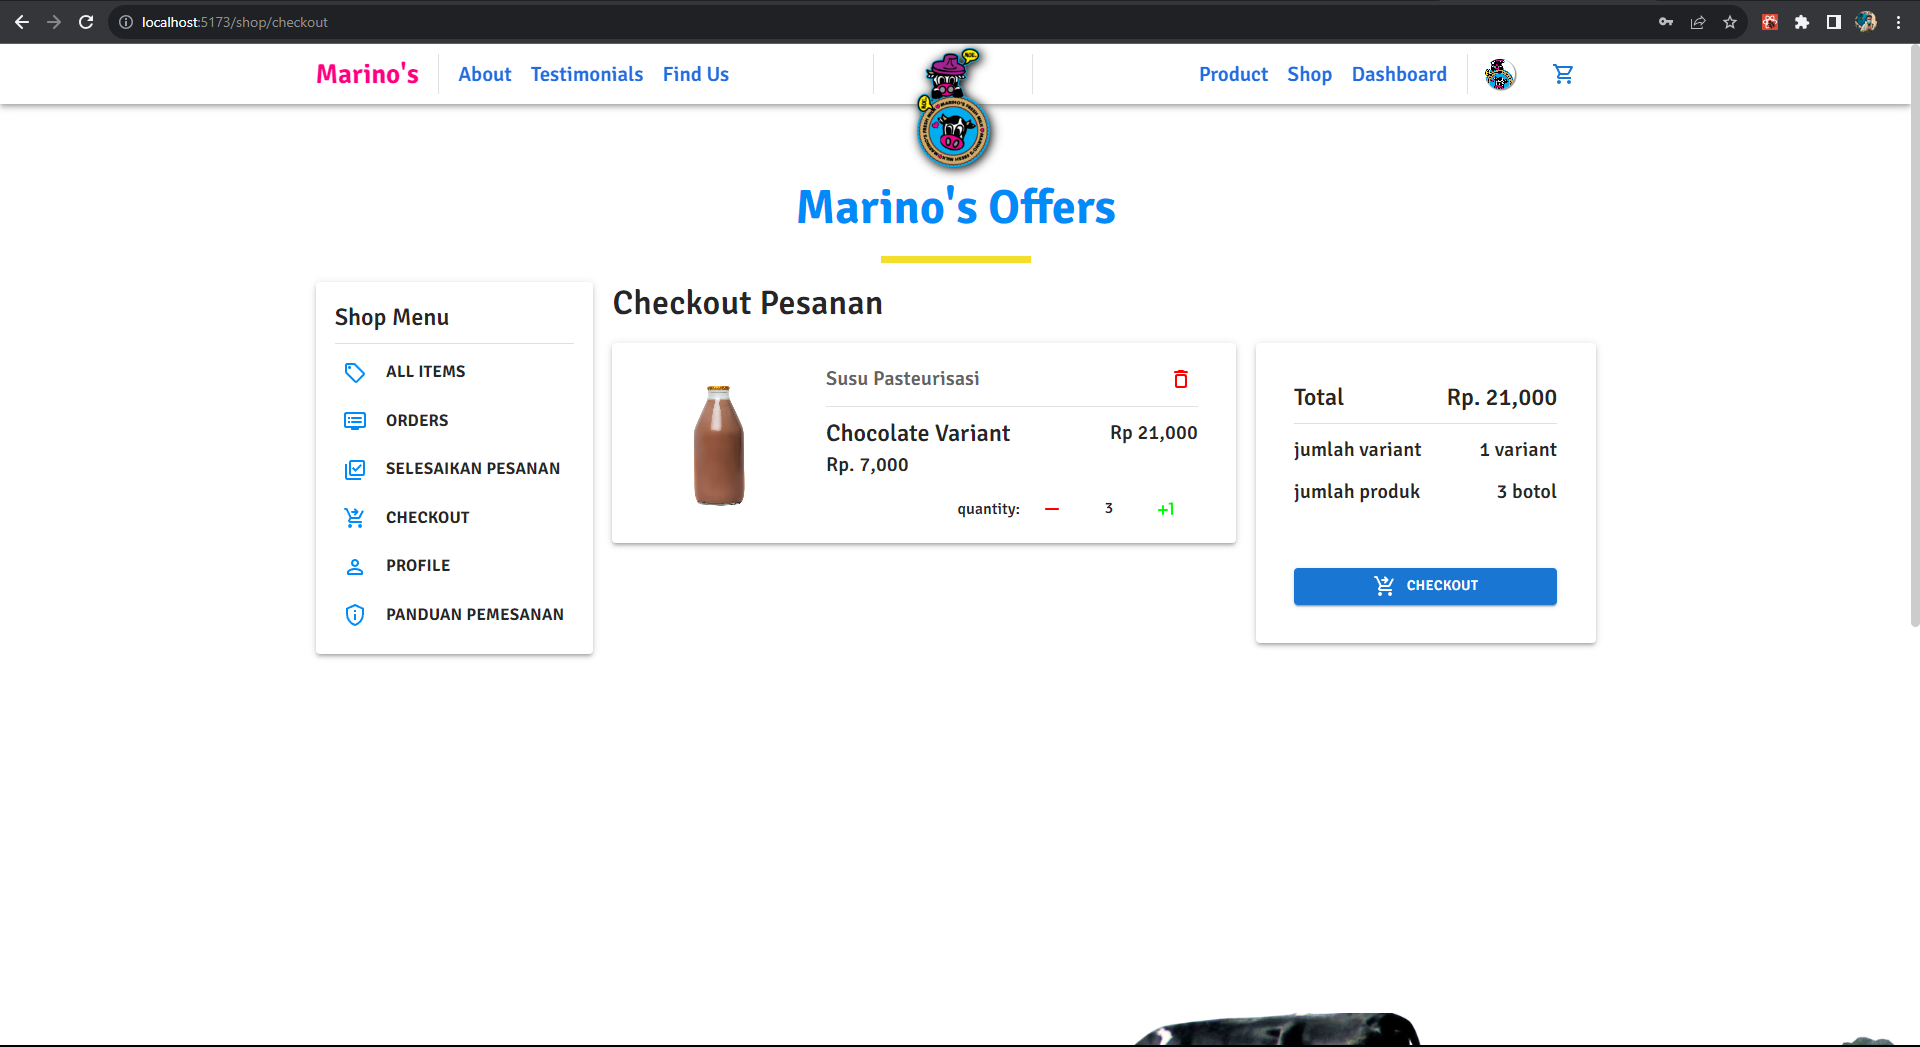 localhost:5173/shop/checkout
Marino's
About
Testimonials
Find Us
Product
Shop
Dashboard
Marino's Offers
Shop Menu
ALL ITEMS
ORDERS
SELESAIKAN PESANAN
CHECKOUT
PROFILE
PANDUAN PEMESANAN
Checkout Pesanan
Susu Pasteurisasi
Chocolate Variant
Rp 21,000
Rp. 7,000
quantity:
3
+1
Total
Rp. 21,000
jumlah variant
1 variant
jumlah produk
3 botol
CHECKOUT